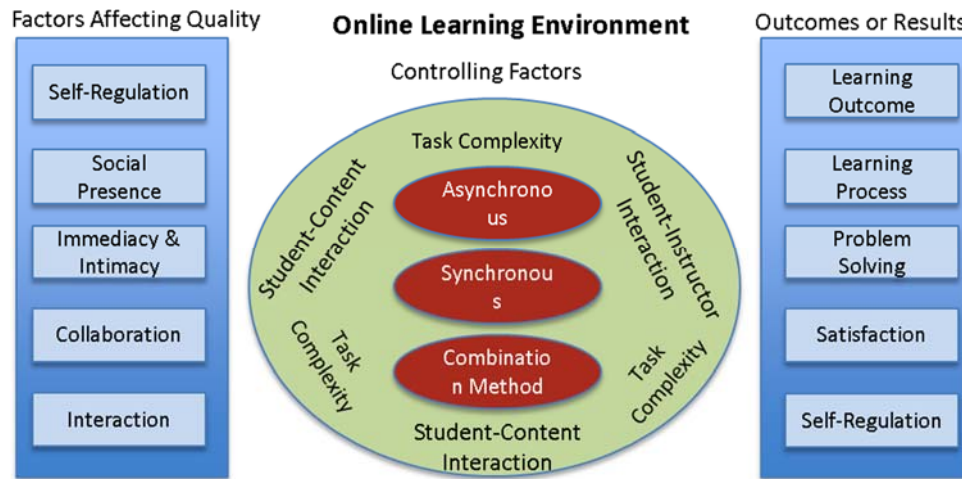 Factors Affecting Quality
Self-Regulation
Social
Presence
Immediacy &
Intimacy
Collaboration
Interaction
Online Learning Environment
Controlling Factors
Task Complexity
Student-Content
Interaction
Student-Instructor
Interaction
Asynchrono
us
Synchronou
s
Combinatio
n Method
Task
Complexity
Task
Complexity
Student-Content
Interaction
Outcomes or Results
Learning
Outcome
Learning
Process
Problem
Solving
Satisfaction
Self-Regulation